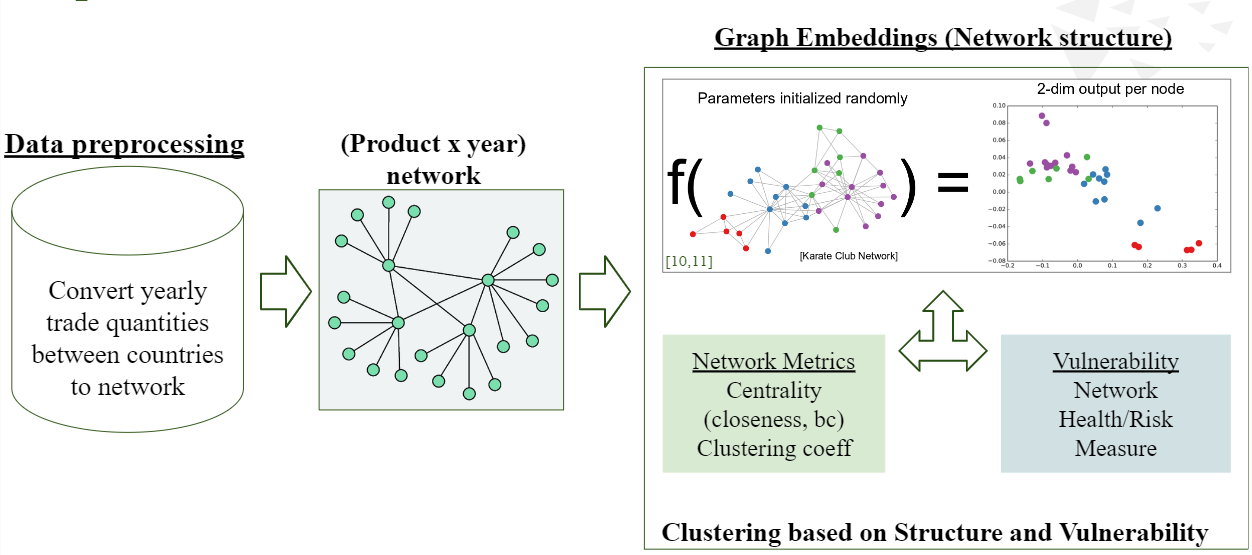 Graph Embeddings (Network structure)
Data preprocessing
Convert yearly
trade quantities
between countries
to network
(Product x year)
network
Parameters initialized randomly
2-dim output per node
f(
) =
[10,11]
[Karate Club Network]
0.10
0.08
0.06
0.04
0.02
0.00
−0.02
−0.04
−0.06
−0.08
−0.2
−0.1
0.0
0.1
0.2
0.3
0.4
Network Metrics
Centrality
(closeness, bc)
Clustering coeff
Vulnerability
Network
Health/Risk
Measure
Clustering based on Structure and Vulnerability